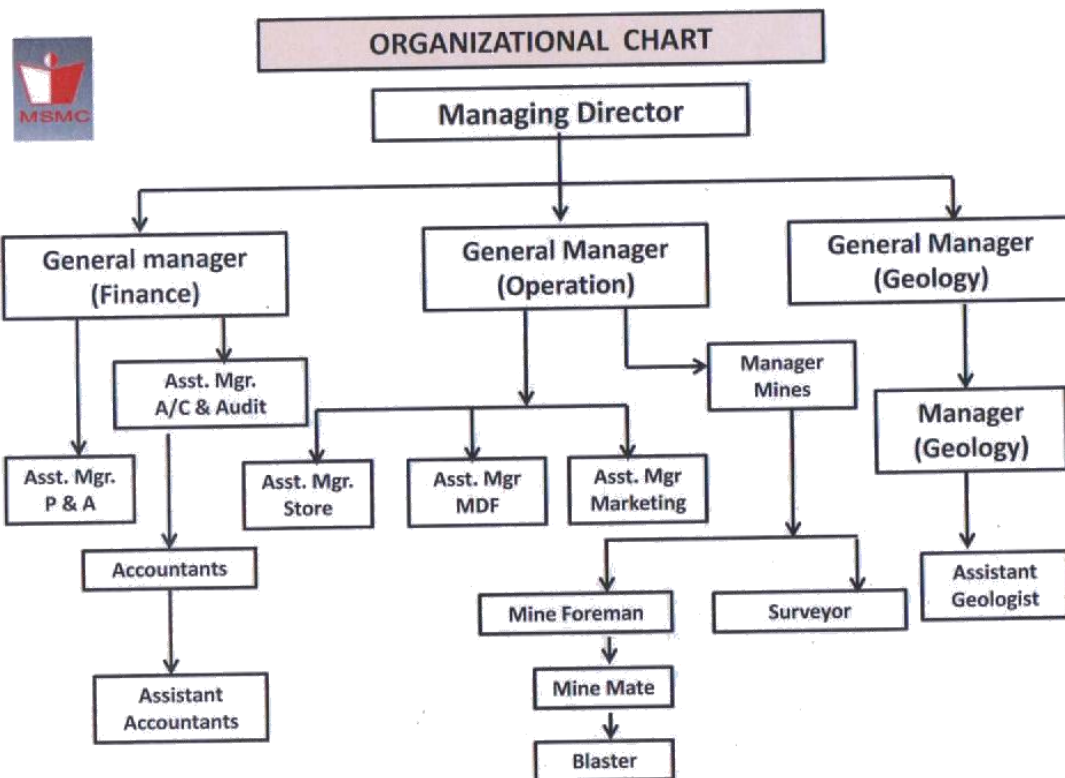 ORGANIZATIONAL CHART
MSMC
Managing Director
General manager
(Finance)
General Manager
(Operation)
General Manager
(Geology)
Asst. Mgr.
A/C & Audit
Manager
Mines
Manager
(Geology)
Asst. Mgr.
P & A
Asst. Mgr.
Store
Asst. Mgr
MDF
Asst. Mgr
Marketing
Accountants
Assistant
Geologist
Mine Foreman
Surveyor
Assistant
Accountants
Mine Mate
Blaster